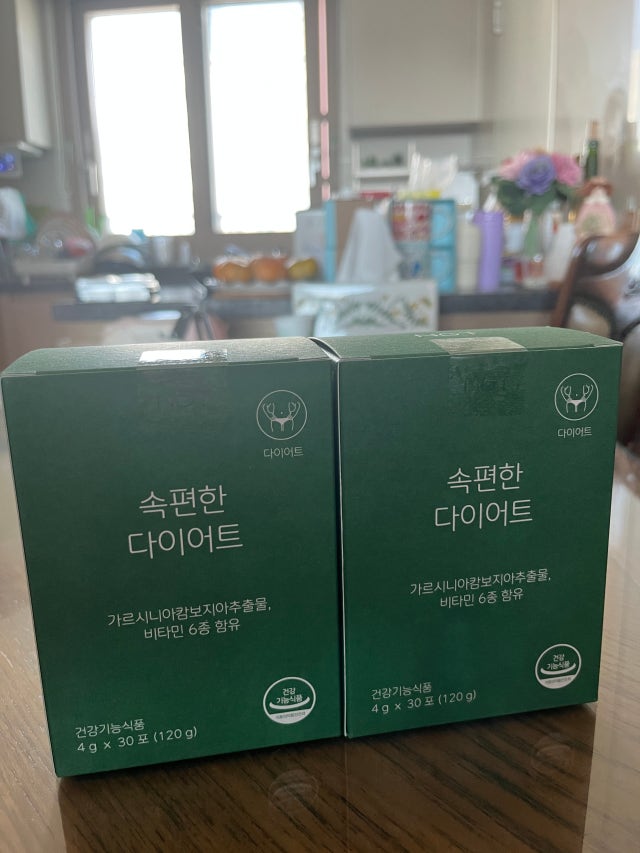 다이어트
속편한
다이어트
가르시니아캄보지아추출물,
비타민 6종 함유
건강
기능식품
건강기능식품
4 g x 30 포 (120 g)
다이어트
속편한
다이어트
가르시니아캄보지아추출물,
비타민 6종 함유
건강
기능식품
건강기능식품
4 g x 30 포 (120 g)